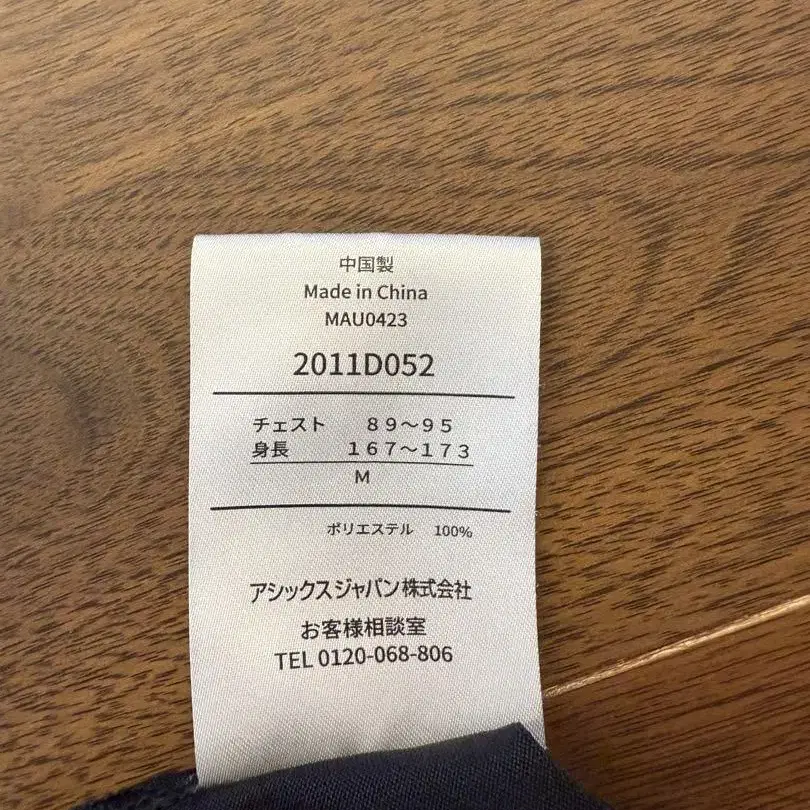 中国製
Made in China
MAU0423
2011D052
チェスト ８９～９５
身長 １６７～１７３
M
ポリエステル 100%
アシックスジャパン株式会社
お客様相談室
TEL 0120-068-806